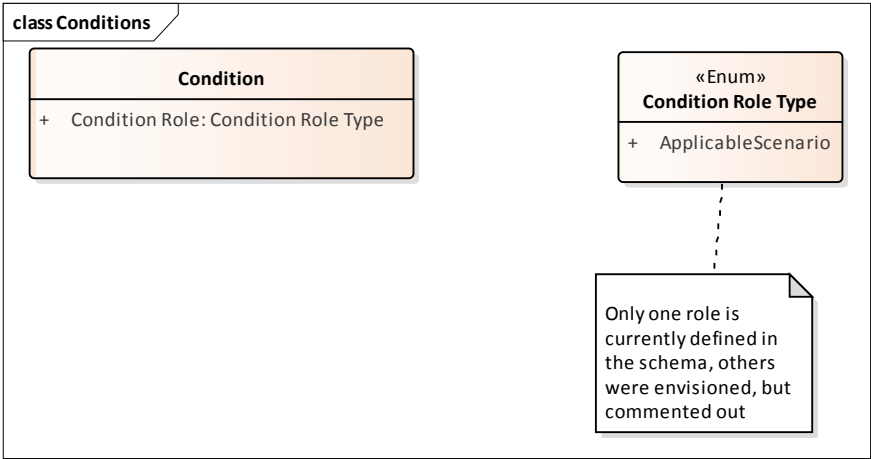 class Conditions
Condition
+ Condition Role: Condition Role Type
«Enum»
Condition Role Type
+ ApplicableScenario
Only one role is
currently defined in
the schema, others
were envisioned, but
commented out